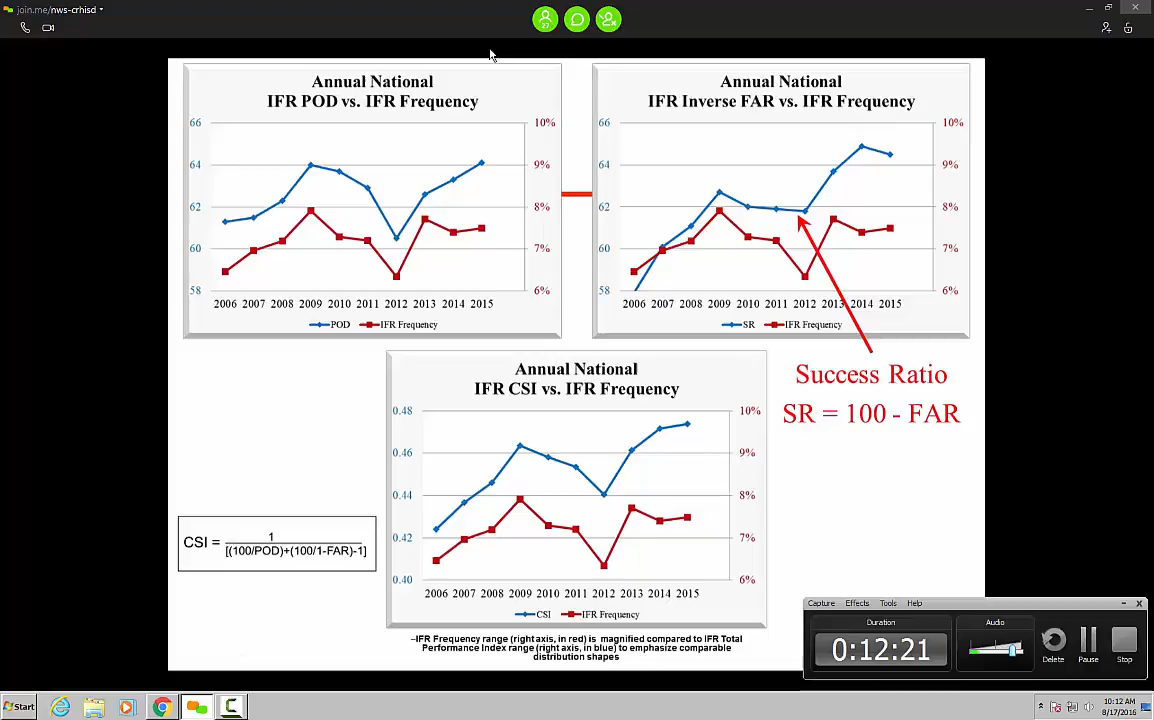 join.me/nws-crhisd
27
Annual National
IFR POD vs. IFR Frequency
66 10%
64 9%
62 8%
60 7%
58 6%
2006 2007 2008 2009 2010 2011 2012 2013 2014 2015
POD IFR Frequency
Annual National
IFR Inverse FAR vs. IFR Frequency
66 10%
64 9%
62 8%
60 7%
58 6%
2006 2007 2008 2009 2010 2011 2012 2013 2014 2015
SR IFR Frequency
Success Ratio
SR = 100 - FAR
Annual National
IFR CSI vs. IFR Frequency
0.48 10%
0.46 9%
0.44 8%
0.42 7%
0.40 6%
2006 2007 2008 2009 2010 2011 2012 2013 2014 2015
CSI IFR Frequency
CSI = 1
[(100/POD)+(100/1-FAR)-1]
–IFR Frequency range (right axis, in red) is magnified compared to IFR Total
Performance Index range (right axis, in blue) to emphasize comparable
distribution shapes
Capture Effects Tools Help
Duration
0:12:21
Audio
Delete Pause Stop
Start
10:12 AM
8/17/2016